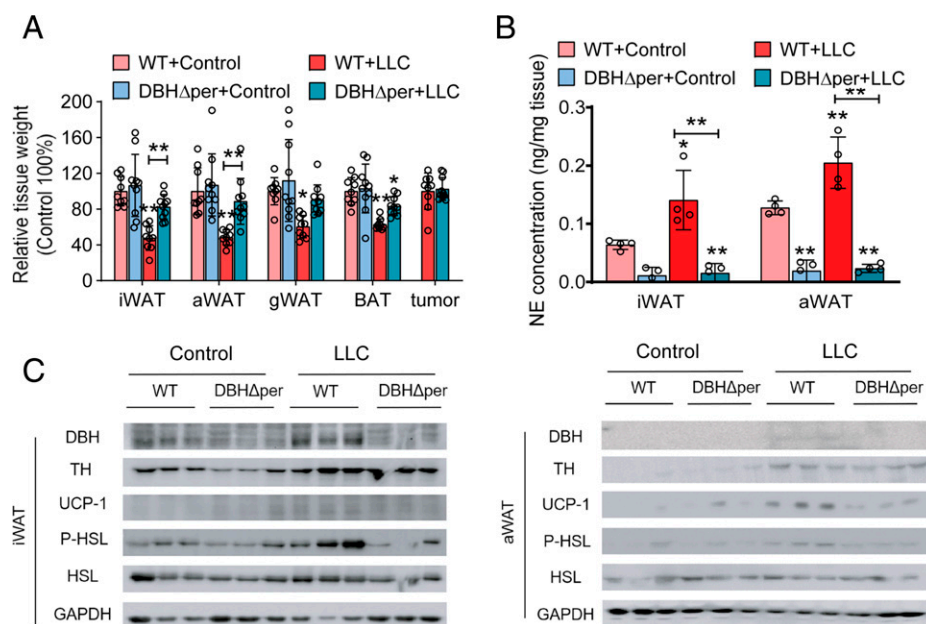 A
WT+Control
WT+LLC
DBHΔper+Control
DBHΔper+LLC
Relative tissue weight
(Control 100%)
200
160
120
80
40
0
**
**
**
**
*
**
*
iWAT
aWAT
gWAT
BAT
tumor
B
WT+Control
WT+LLC
DBHΔper+Control
DBHΔper+LLC
NE concentration (ng/mg tissue)
0.3
0.2
0.1
0.0
**
*
**
**
**
**
**
iWAT
aWAT
C
Control
LLC
WT
DBHΔper
WT
DBHΔper
iWAT
DBH
TH
UCP-1
P-HSL
HSL
GAPDH
Control
LLC
WT
DBHΔper
WT
DBHΔper
aWAT
DBH
TH
UCP-1
P-HSL
HSL
GAPDH